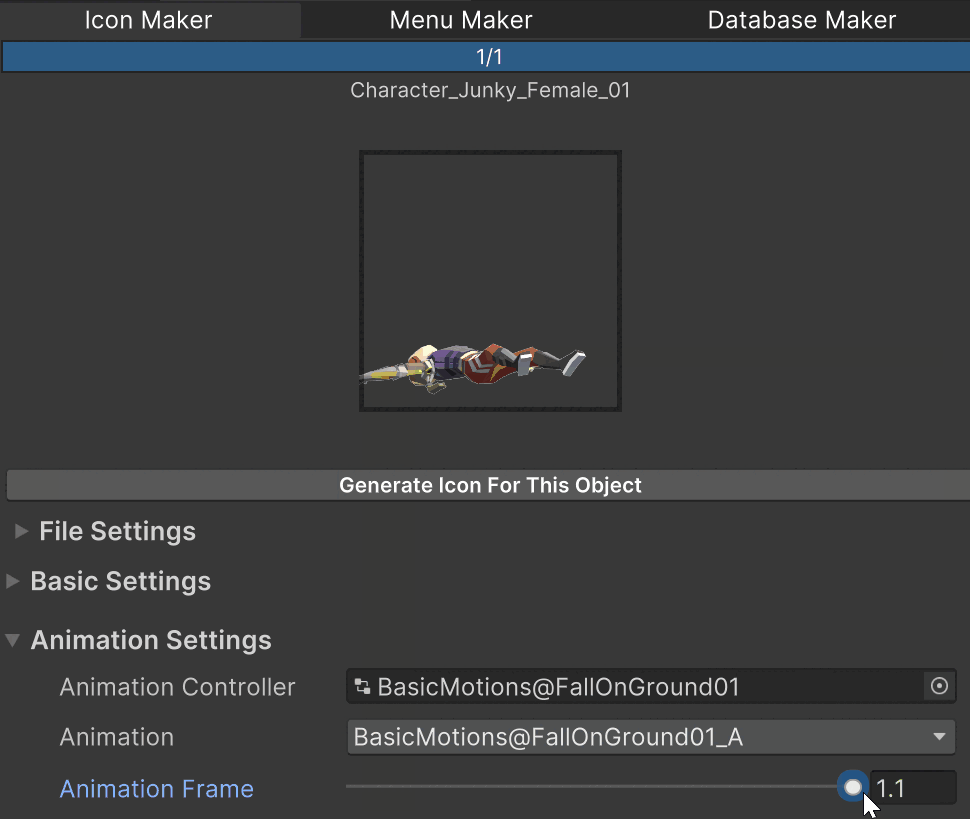 Icon Maker Menu Maker Database Maker
1/1
Character_Junky_Female_01
Generate Icon For This Object
File Settings
Basic Settings
Animation Settings
Animation Controller BasicMotions@FallOnGround01
Animation BasicMotions@FallOnGround01_A
Animation Frame 1.1